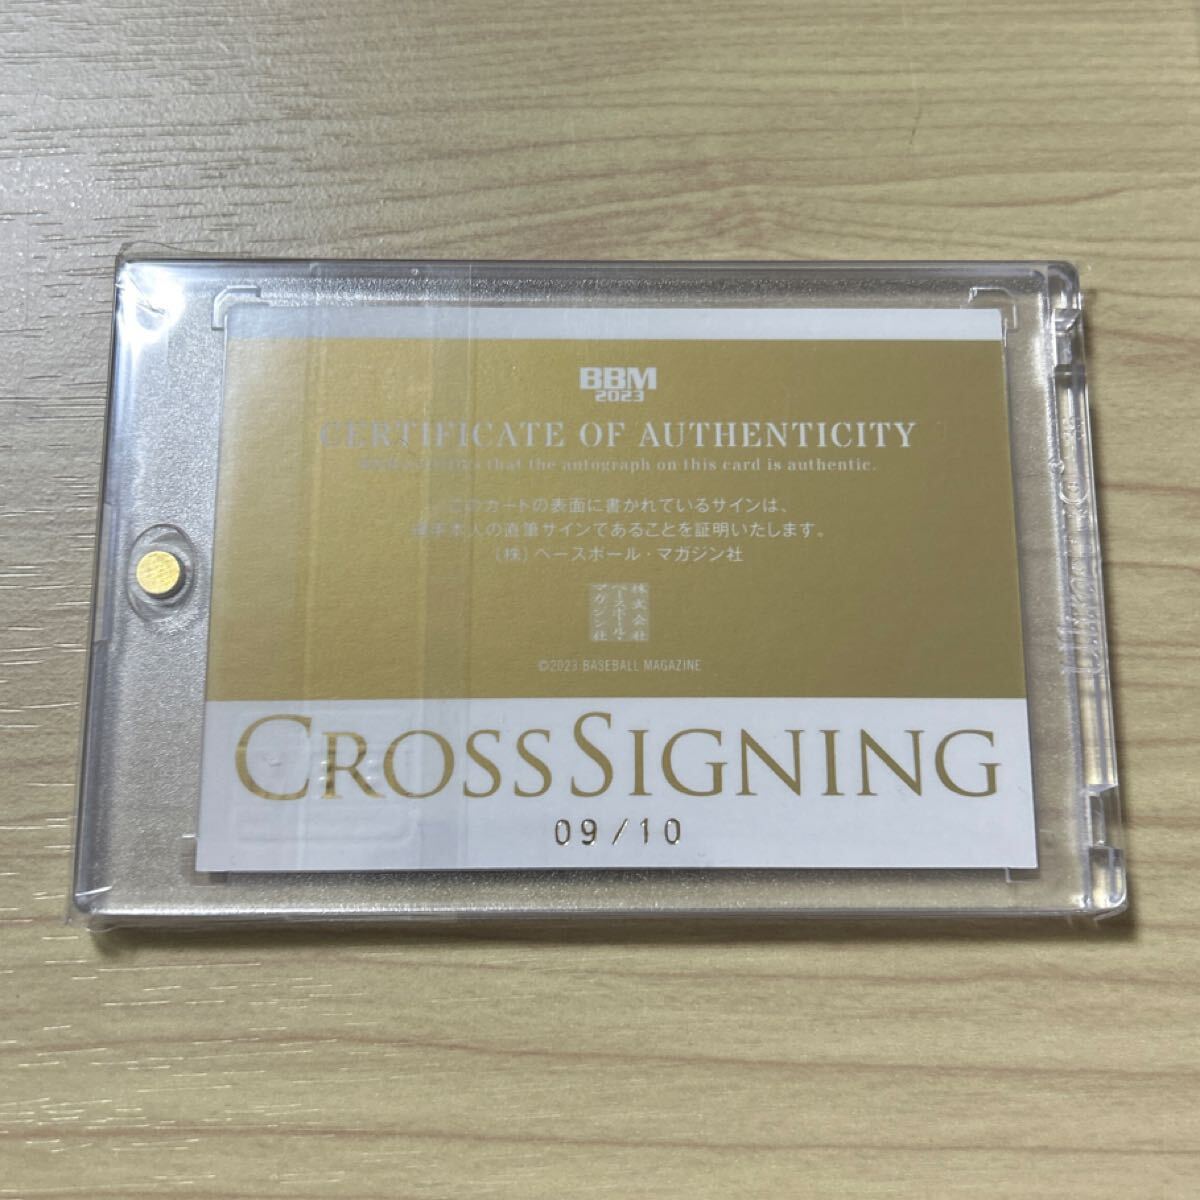 BBM
2023
CERTIFICATE OF AUTHENTICITY
that the autograph on this card is authentic.
このカードの表面に書かれているサインは、
選手本人の直筆サインであることを証明いたします。
(株)ベースボール・マガジン社
株式会社
ベースボール・
マガジン社
©2023 BASEBALL MAGAZINE
CROSSSIGNING
09/10